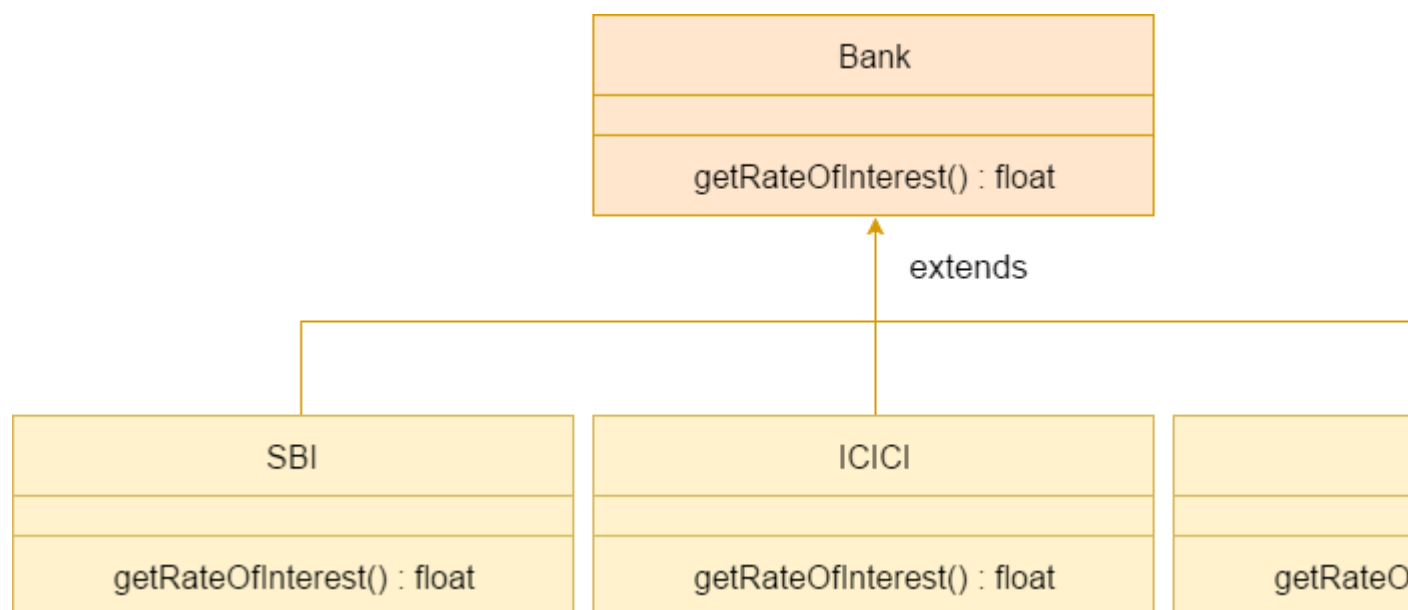 Bank
getRateOfInterest() : float
extends
SBI
ICICI
getRateOfInterest() : float
getRateOfInterest() : float